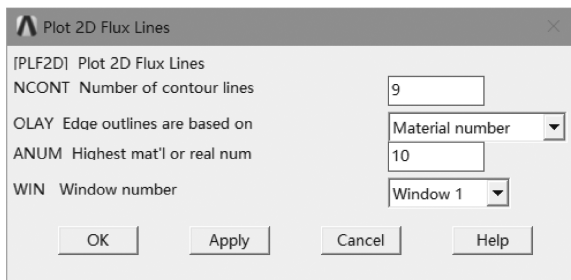 Plot 2D Flux Lines
[PLF2D] Plot 2D Flux Lines
NCONT Number of contour lines 9
OLAY Edge outlines are based on Material number
ANUM Highest mat'l or real num 10
WIN Window number Window 1
OK Apply Cancel Help